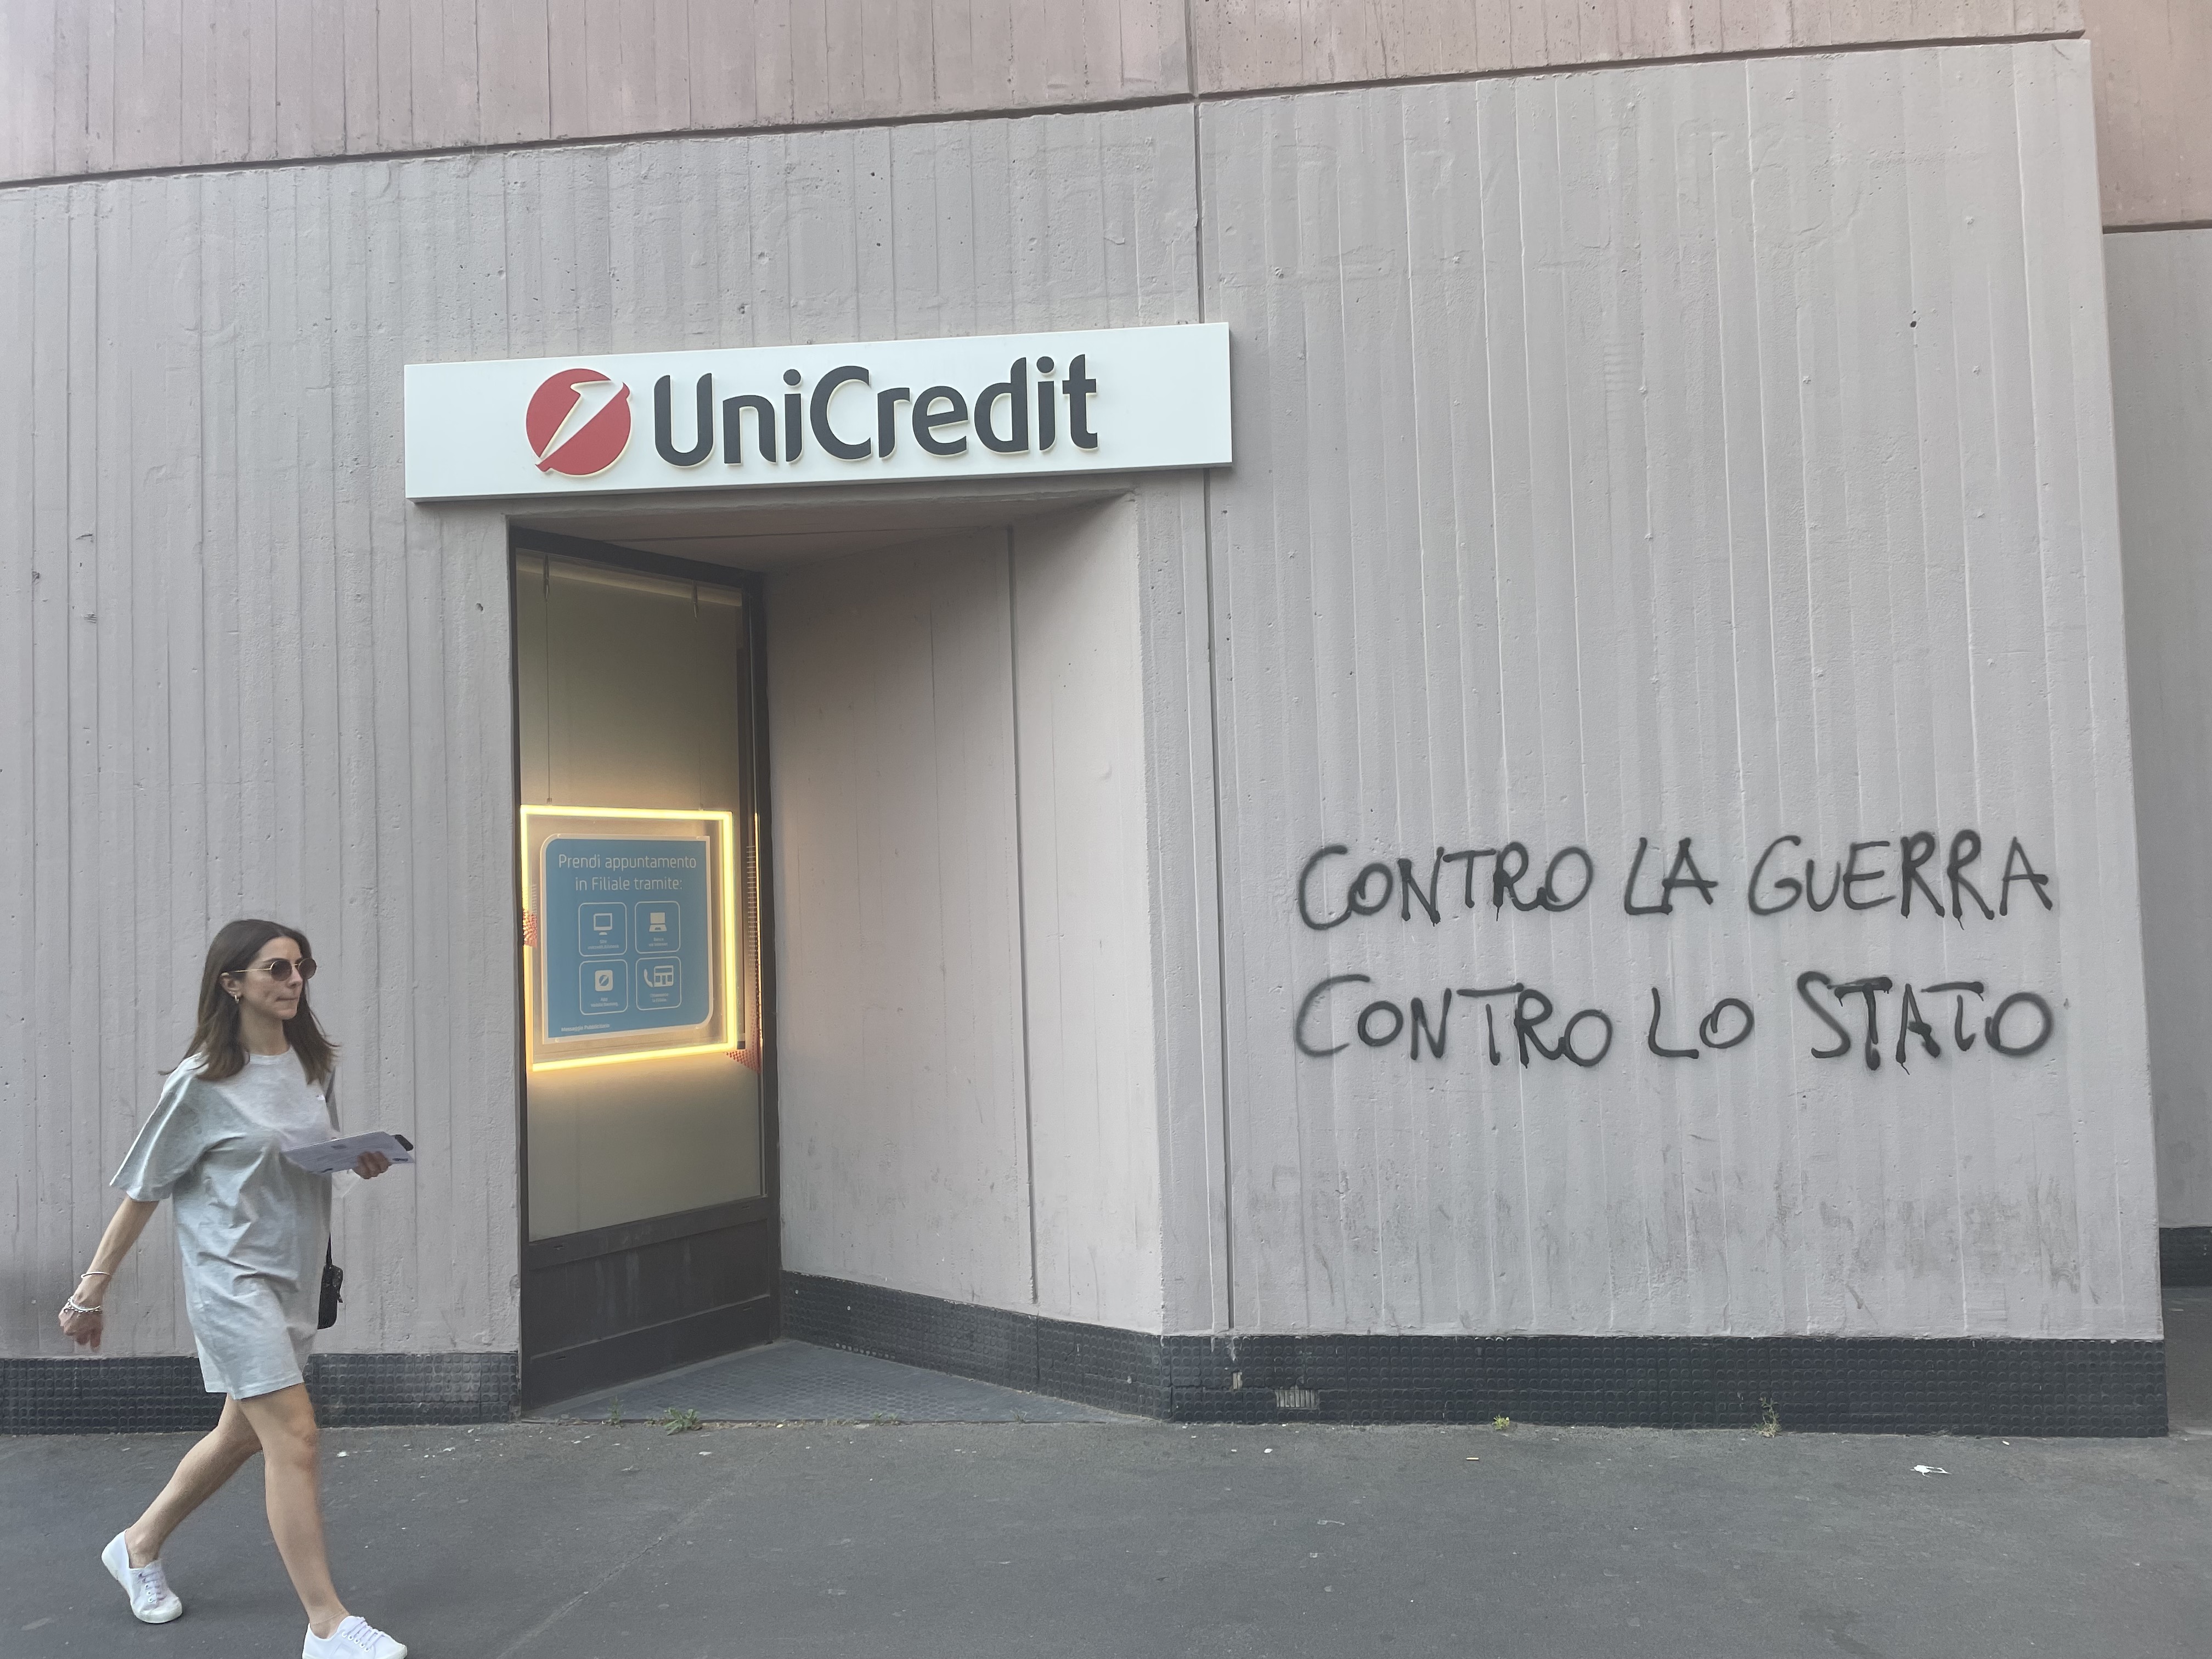 UniCredit
Prendi appuntamento
in Filiale tramite:
CONTRO LA GUERRA
CONTRO LO STATO